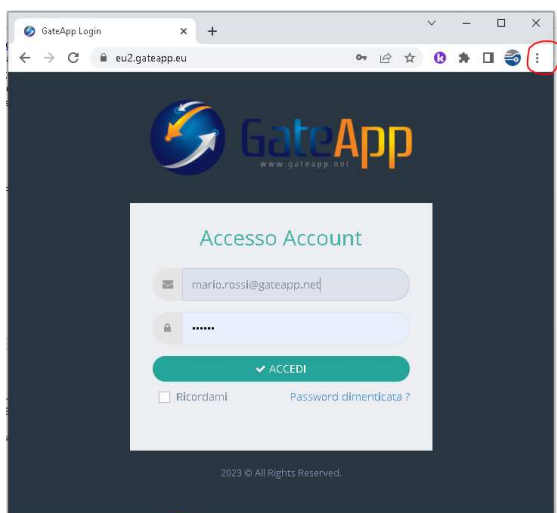 GateApp Login
eu2.gateapp.eu
GateApp
www.gateapp.net
Accesso Account
mario.rossi@gateapp.net
••••••
ACCEDI
Ricordami
Password dimenticata ?
2023 © All Rights Reserved.